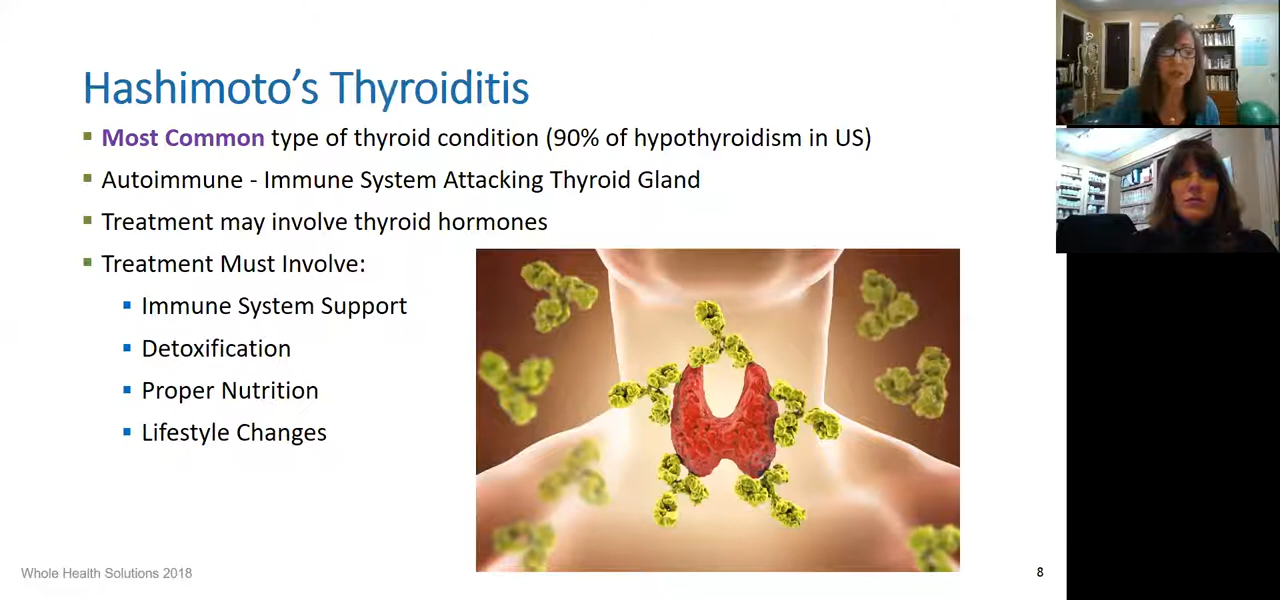 Hashimoto's Thyroiditis
Most Common type of thyroid condition (90% of hypothyroidism in US)
Autoimmune - Immune System Attacking Thyroid Gland
Treatment may involve thyroid hormones
Treatment Must Involve:
Immune System Support
Detoxification
Proper Nutrition
Lifestyle Changes
Whole Health Solutions 2018
8